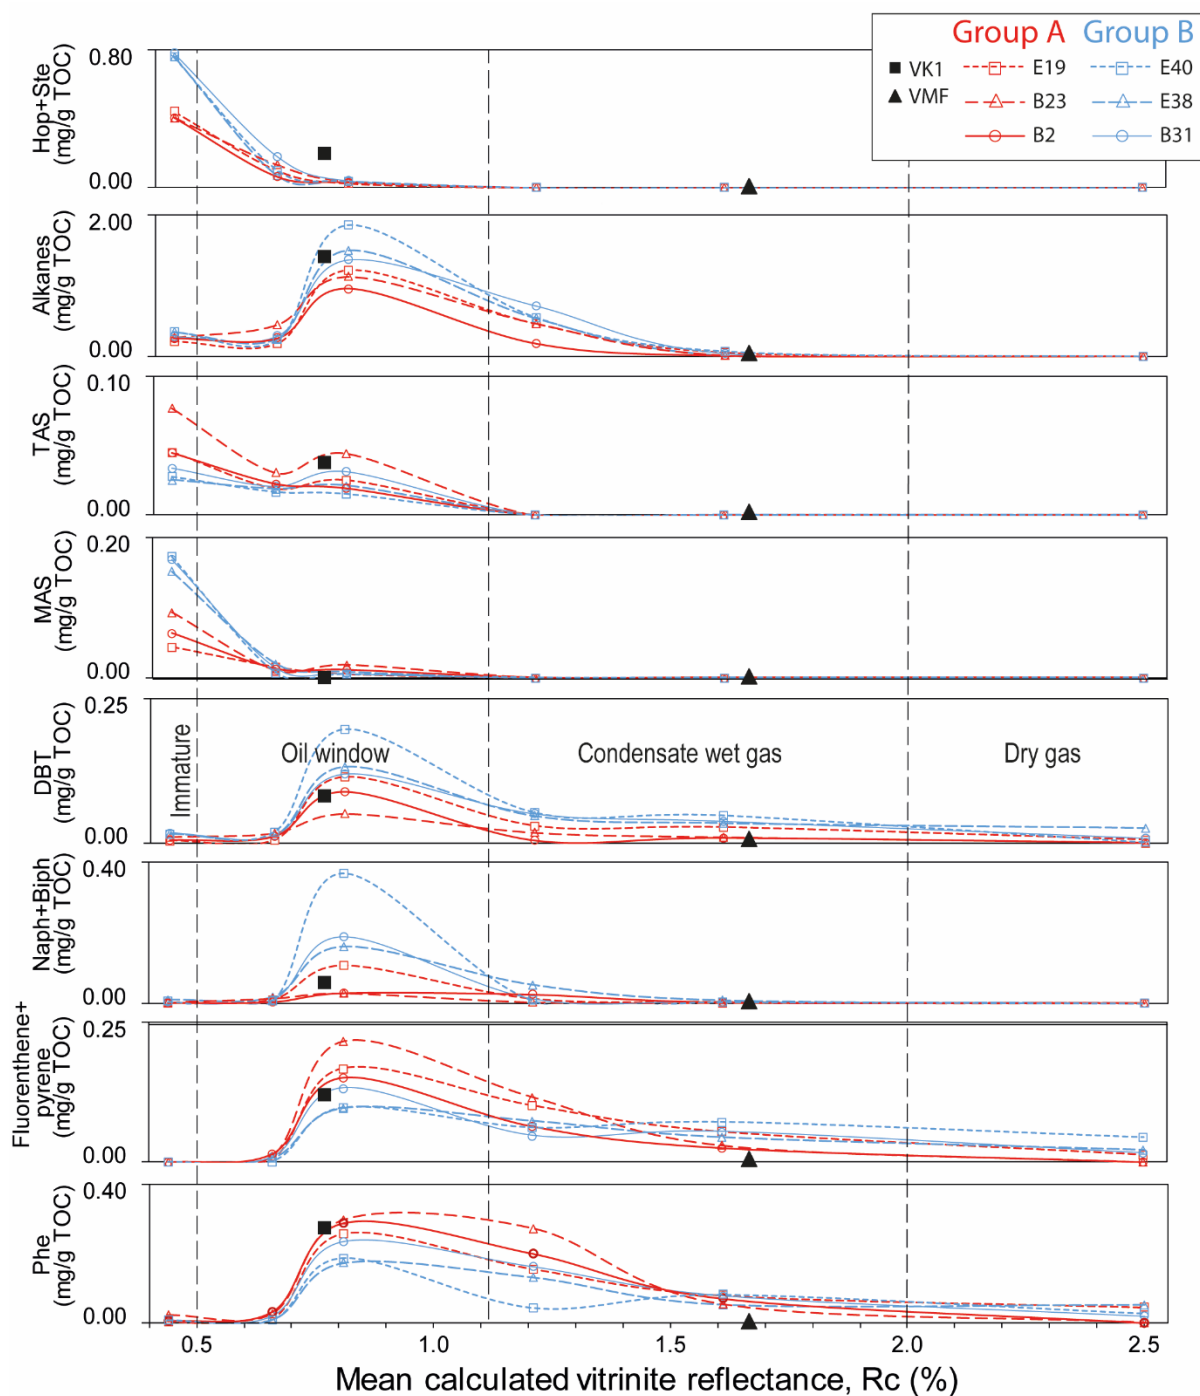 Group A Group B
VK1 E19 E40
VMF B23 E38
B2 B31
Hop+Ste
(mg/g TOC)
0.80
0.00
Alkanes
(mg/g TOC)
2.00
0.00
TAS
(mg/g TOC)
0.10
0.00
MAS
(mg/g TOC)
0.20
0.00
DBT
(mg/g TOC)
0.25
0.00
Immature
Oil window
Condensate wet gas
Dry gas
Naph+Biph
(mg/g TOC)
0.40
0.00
Fluorenthene+
pyrene
(mg/g TOC)
0.25
0.00
Phe
(mg/g TOC)
0.40
0.00
0.5 1.0 1.5 2.0 2.5
Mean calculated vitrinite reflectance, Rc (%)